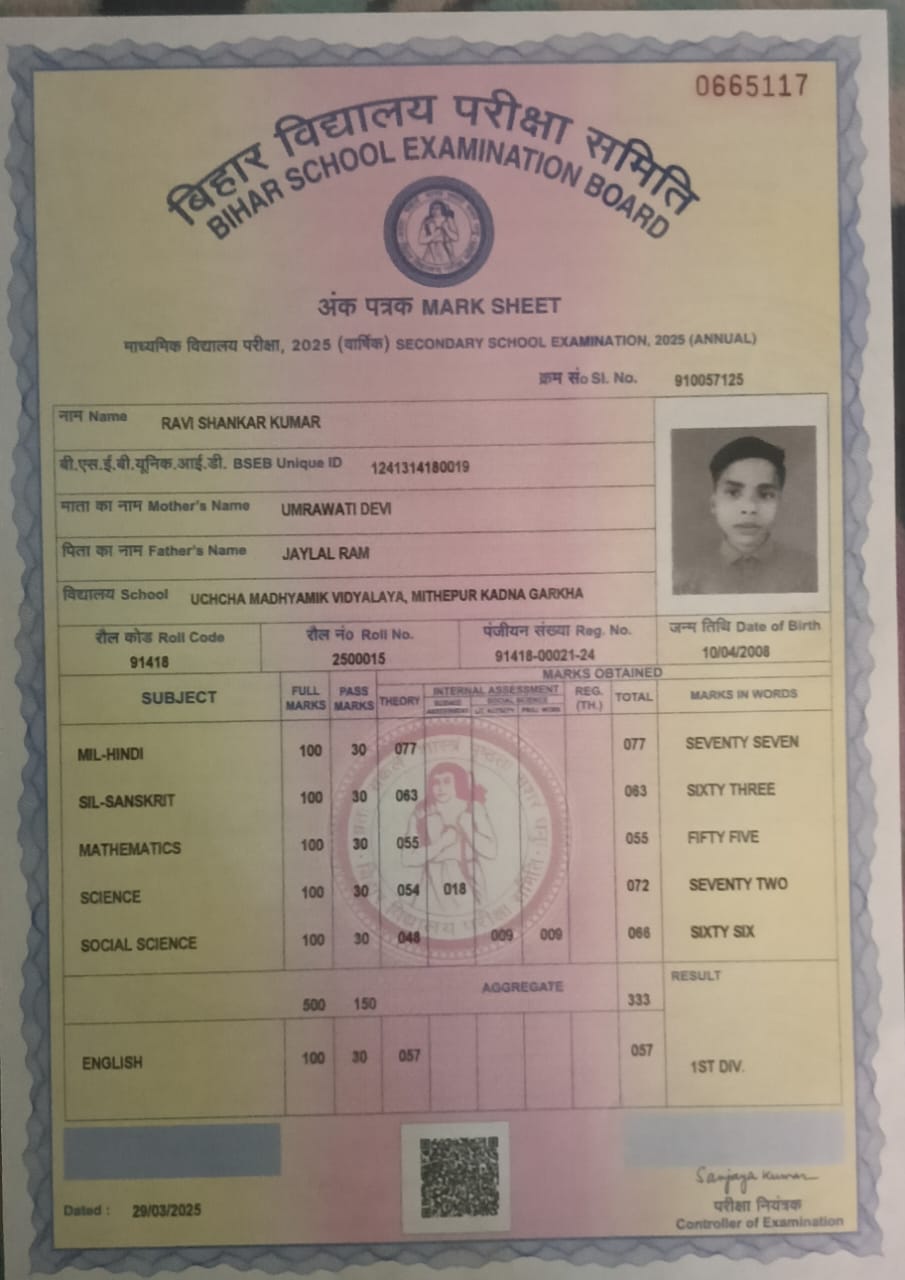 0665117
बिहार विद्यालय परीक्षा समिति
BIHAR SCHOOL EXAMINATION BOARD
अंक पत्रक MARK SHEET
माध्यमिक विद्यालय परीक्षा, 2025 (वार्षिक) SECONDARY SCHOOL EXAMINATION, 2025 (ANNUAL)
क्रम सं० Sl. No. 910057125
नाम Name RAVI SHANKAR KUMAR
बी.एस.ई.बी.यूनिक.आई.डी. BSEB Unique ID 1241314180019
माता का नाम Mother's Name UMRAWATI DEVI
पिता का नाम Father's Name JAYLAL RAM
विद्यालय School UCHCHA MADHYAMIK VIDYALAYA, MITHEPUR KADNA GARKHA
रौल कोड Roll Code रौल नं० Roll No. पंजीयन संख्या Reg. No. जन्म तिथि Date of Birth
91418 2500015 91418-00021-24 10/04/2008
MARKS OBTAINED
SUBJECT FULL MARKS PASS MARKS THEORY INTERNAL ASSESSMENT REG. (TH.) TOTAL MARKS IN WORDS
SOCIAL SCIENCE
MIL-HINDI 100 30 077 077 SEVENTY SEVEN
SIL-SANSKRIT 100 30 063 063 SIXTY THREE
MATHEMATICS 100 30 055 055 FIFTY FIVE
SCIENCE 100 30 054 018 072 SEVENTY TWO
SOCIAL SCIENCE 100 30 048 009 009 066 SIXTY SIX
AGGREGATE RESULT
500 150 333
ENGLISH 100 30 057 057 1ST DIV.
Sanjaya Kumar
Dated : 29/03/2025
परीक्षा नियंत्रक
Controller of Examination